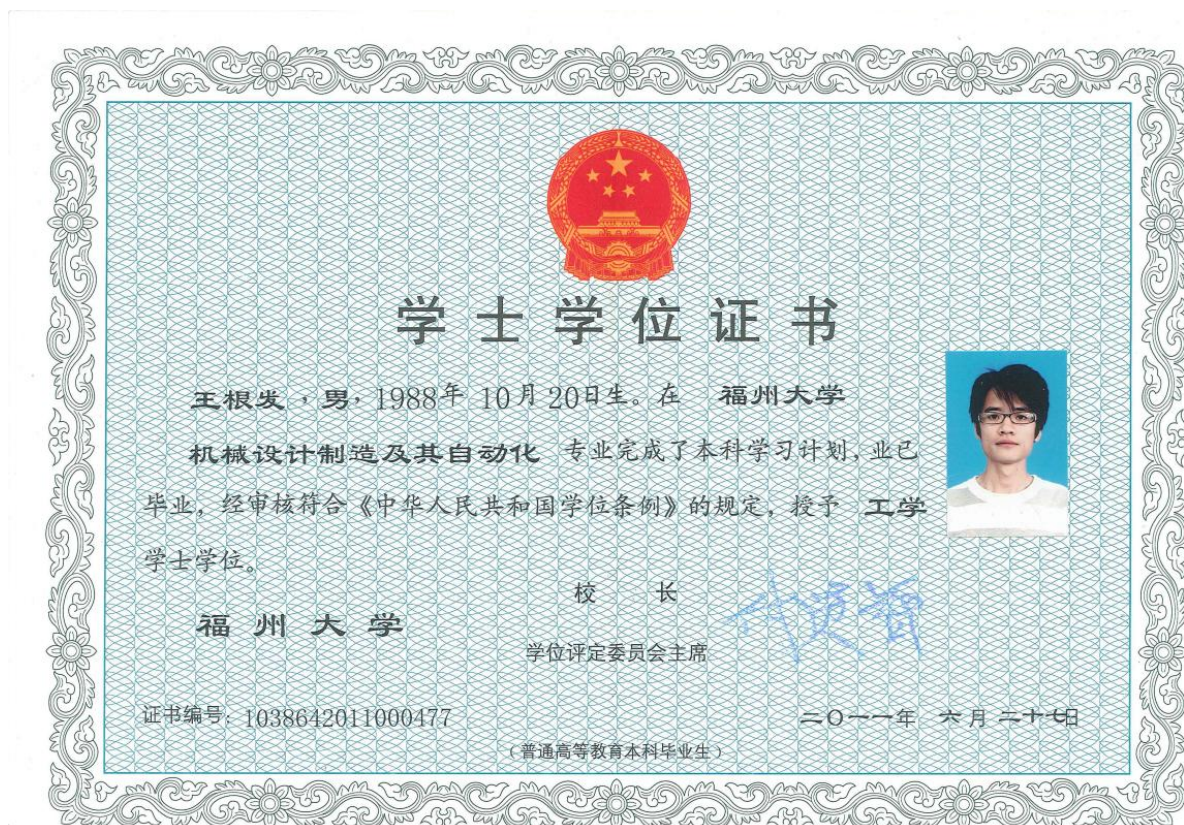 学士学位证书
王根发，男，1988年 10月 20日生。在 福州大学
机械设计制造及其自动化 专业完成了本科学习计划，业已
毕业，经审核符合《中华人民共和国学位条例》的规定，授予 工学
学士学位。
校 长
福州大学
学位评定委员会主席
证书编号：1038642011000477
二〇一一年 六月 二十七日
（普通高等教育本科毕业生）